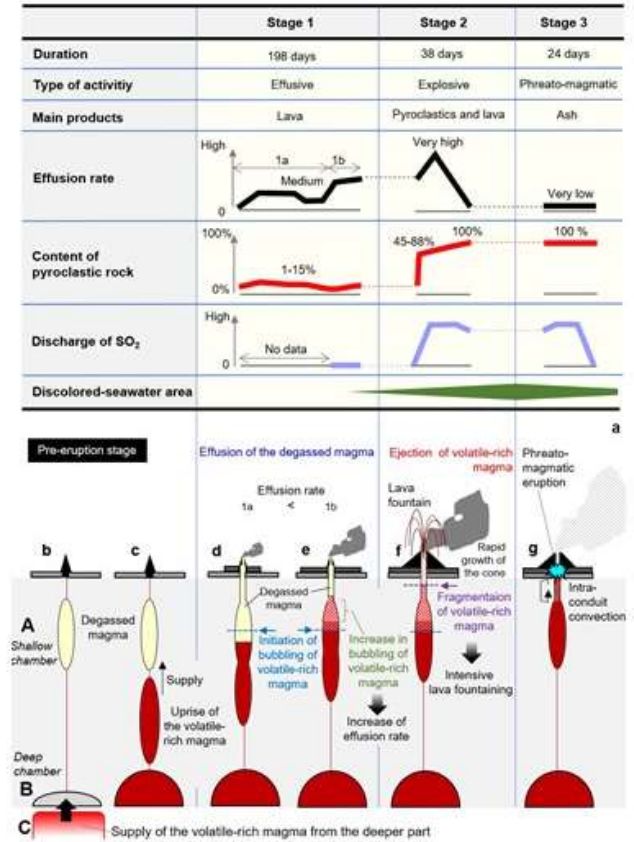 Stage 1 Stage 2 Stage 3
Duration 198 days 38 days 24 days
Type of activitiy Effusive Explosive Phreato-magmatic
Main products Lava Pyroclastics and lava Ash
Effusion rate
High
0
1a
1b
Medium
Very high
Very low
Content of
pyroclastic rock
100%
0%
1-15%
45-88%
100%
100 %
Discharge of SO₂
High
0
No data
Discolored-seawater area
a
Pre-eruption stage
Effusion of the degassed magma
Ejection of volatile-rich
magma
Phreato-
magmatic
eruption
Effusion rate
1a < 1b
Lava
fountain
b
c
d
e
f
g
Rapid
growth of
the cone
A
Shallow
chamber
Degassed
magma
Supply
Uprise of
the volatile-
rich magma
Degassed
magma
Initiation of
bubbling of
volatile-rich
magma
Increase in
bubbling of
volatile-rich
magma
Increase of
effusion rate
Fragmentaion
of volatile-rich
magma
Intensive
lava fountaining
Intra-
conduit
convection
Deep
chamber
B
C
Supply of the volatile-rich magma from the deeper part